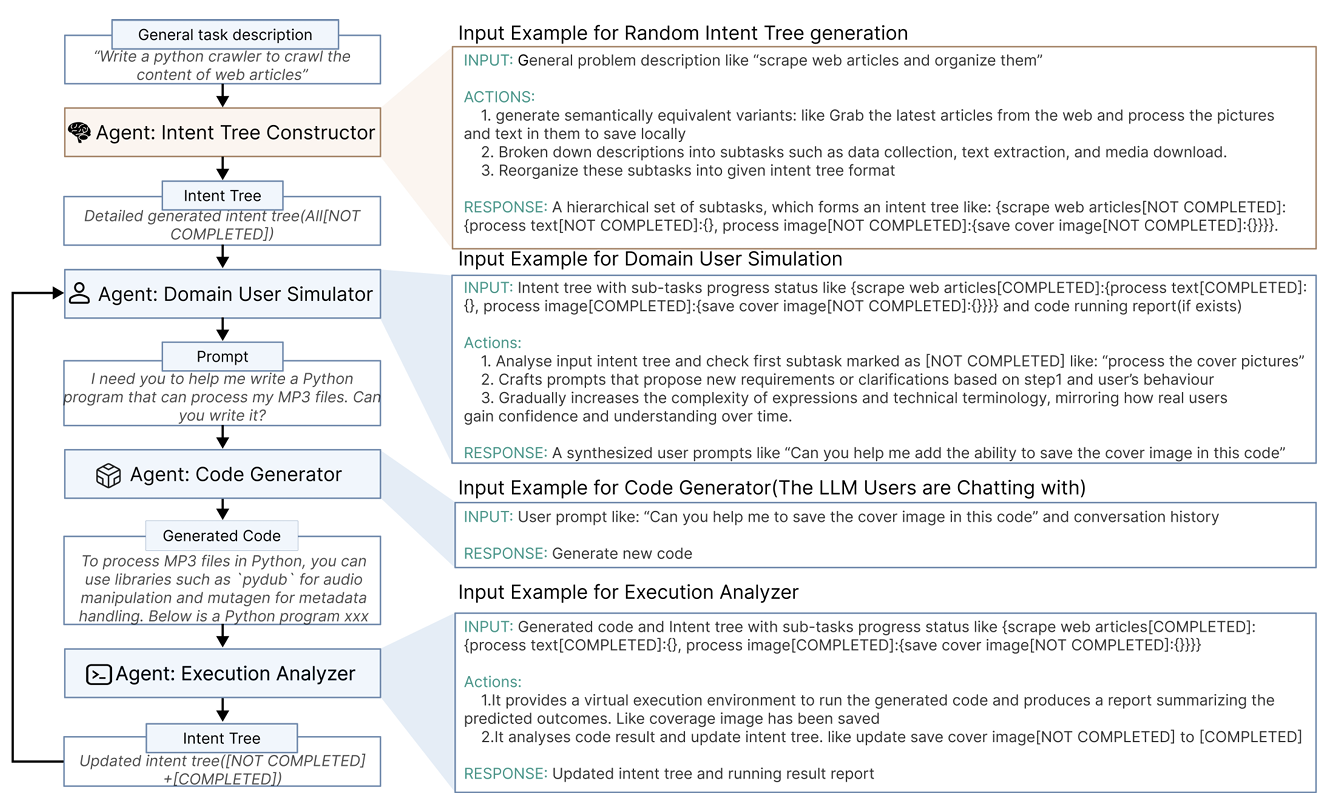 General task description
“Write a python crawler to crawl the
content of web articles”
Agent: Intent Tree Constructor
Intent Tree
Detailed generated intent tree(All[NOT
COMPLETED])
Agent: Domain User Simulator
Prompt
I need you to help me write a Python
program that can process my MP3 files. Can
you write it?
Agent: Code Generator
Generated Code
To process MP3 files in Python, you can
use libraries such as `pydub` for audio
manipulation and mutagen for metadata
handling. Below is a Python program xxx
Agent: Execution Analyzer
Intent Tree
Updated intent tree([NOT COMPLETED]
+[COMPLETED])
Input Example for Random Intent Tree generation
INPUT: General problem description like “scrape web articles and organize them”
ACTIONS:
1. generate semantically equivalent variants: like Grab the latest articles from the web and process the pictures
and text in them to save locally
2. Broken down descriptions into subtasks such as data collection, text extraction, and media download.
3. Reorganize these subtasks into given intent tree format
RESPONSE: A hierarchical set of subtasks, which forms an intent tree like: {scrape web articles[NOT COMPLETED]:
{process text[NOT COMPLETED]:{}, process image[NOT COMPLETED]:{save cover image[NOT COMPLETED]:{}}}}.
Input Example for Domain User Simulation
INPUT: Intent tree with sub-tasks progress status like {scrape web articles[COMPLETED]:{process text[COMPLETED]:
{}, process image[COMPLETED]:{save cover image[NOT COMPLETED]:{}}}} and code running report(if exists)
Actions:
1. Analyse input intent tree and check first subtask marked as [NOT COMPLETED] like: “process the cover pictures”
2. Crafts prompts that propose new requirements or clarifications based on step1 and user’s behaviour
3. Gradually increases the complexity of expressions and technical terminology, mirroring how real users
gain confidence and understanding over time.
RESPONSE: A synthesized user prompts like “Can you help me add the ability to save the cover image in this code”
Input Example for Code Generator(The LLM Users are Chatting with)
INPUT: User prompt like: “Can you help me to save the cover image in this code” and conversation history
RESPONSE: Generate new code
Input Example for Execution Analyzer
INPUT: Generated code and Intent tree with sub-tasks progress status like {scrape web articles[COMPLETED]:
{process text[COMPLETED]:{}, process image[COMPLETED]:{save cover image[NOT COMPLETED]:{}}}}
Actions:
1.It provides a virtual execution environment to run the generated code and produces a report summarizing the
predicted outcomes. Like coverage image has been saved
2.It analyses code result and update intent tree. like update save cover image[NOT COMPLETED] to [COMPLETED]
RESPONSE: Updated intent tree and running result report